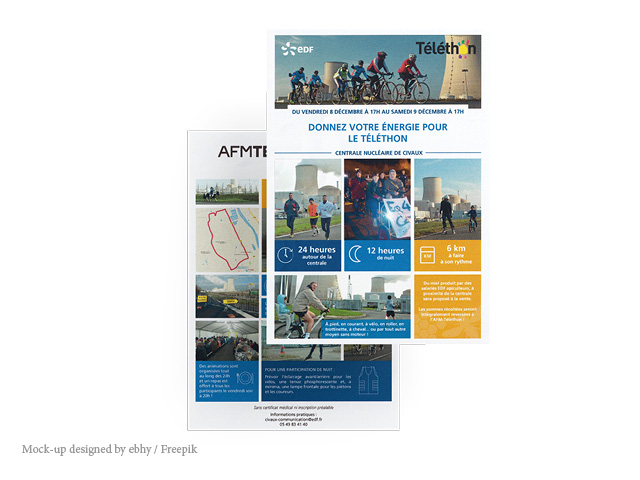 eDF
Téléthon
DU VENDREDI 8 DÉCEMBRE À 17H AU SAMEDI 9 DÉCEMBRE À 17H
DONNEZ VOTRE ÉNERGIE POUR
LE TÉLÉTHON
CENTRALE NUCLÉAIRE DE CIVAUX
24 heures
autour de la
centrale
12 heures
de nuit
KM
6 km
à faire
à son rythme
À pied, en courant, à vélo, en roller, en
trottinette, à cheval... ou par tout autre
moyen sans moteur !
Du miel produit par des
salariés EDF apiculteurs, à
proximité de la centrale
sera proposé à la vente.
Les sommes récoltées seront
intégralement reversées à
l'AFM Téléthon !
AFMTE
Des animations sont
organisées tout
au long des 24h
et un repas est
offert à tous les
participants le vendredi soir
à 20h !
POUR UNE PARTICIPATION DE NUIT
Prévoir l'éclairage avant/arrière pour les
vélos, une tenue phosphorescente et, a
minima, une lampe frontale pour les piétons
et les coureurs.
Sans certificat médical ni inscription préalable
Informations pratiques :
civaux-communication@edf.fr
05 49 83 41 40
Mock-up designed by ebhy / Freepik